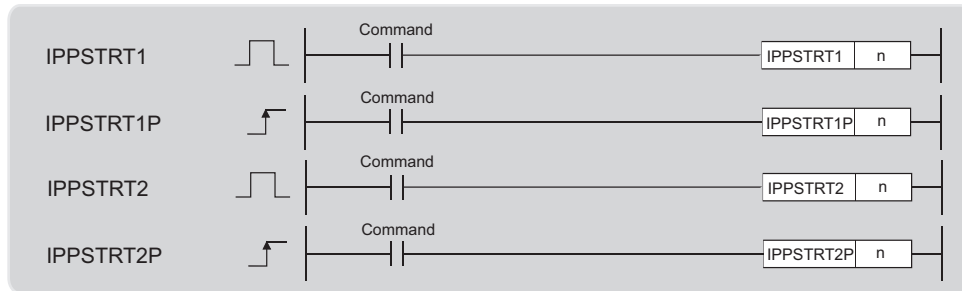 Command
IPPSTRT1 IPPSTRT1 n
Command
IPPSTRT1P IPPSTRT1P n
Command
IPPSTRT2 IPPSTRT2 n
Command
IPPSTRT2P IPPSTRT2P n